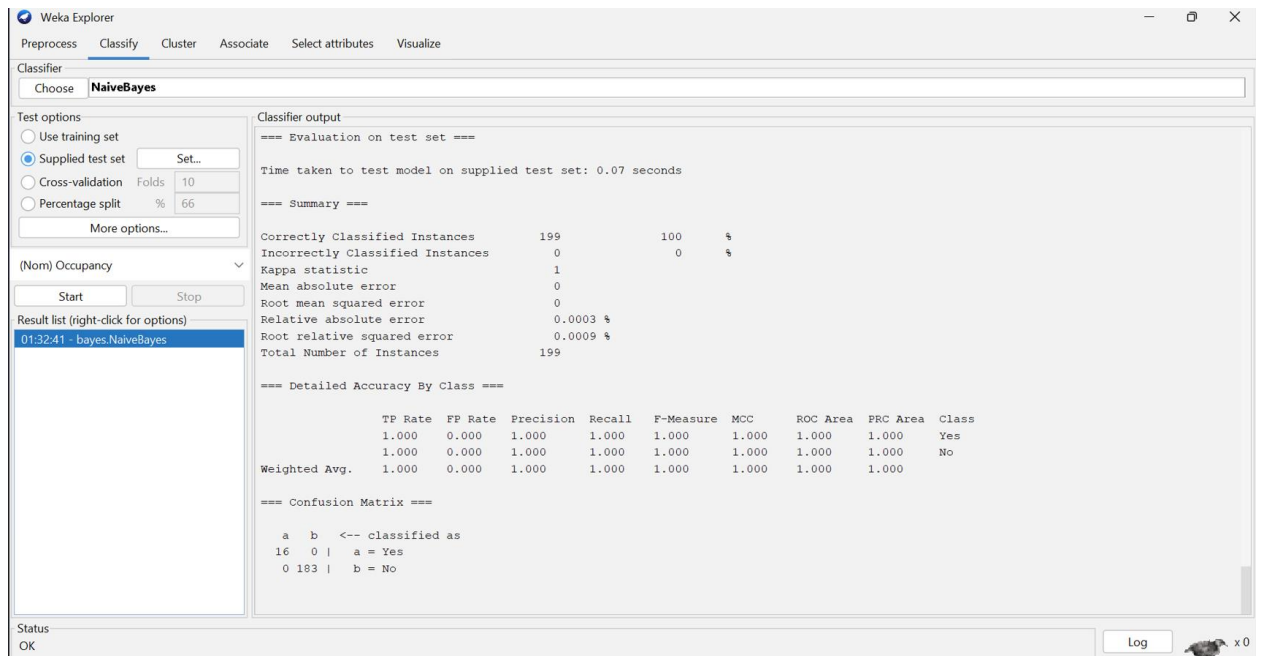 Weka Explorer
Preprocess Classify Cluster Associate Select attributes Visualize
Classifier
Choose NaiveBayes
Test options
Use training set
Supplied test set Set...
Cross-validation Folds 10
Percentage split % 66
More options...
(Nom) Occupancy
Start Stop
Result list (right-click for options)
01:32:41 - bayes.NaiveBayes
Classifier output
=== Evaluation on test set ===
Time taken to test model on supplied test set: 0.07 seconds
=== Summary ===
Correctly Classified Instances 199 100 %
Incorrectly Classified Instances 0 0 %
Kappa statistic 1
Mean absolute error 0
Root mean squared error 0
Relative absolute error 0.0003 %
Root relative squared error 0.0009 %
Total Number of Instances 199
=== Detailed Accuracy By Class ===
TP Rate FP Rate Precision Recall F-Measure MCC ROC Area PRC Area Class
1.000 0.000 1.000 1.000 1.000 1.000 1.000 1.000 Yes
1.000 0.000 1.000 1.000 1.000 1.000 1.000 1.000 No
Weighted Avg. 1.000 0.000 1.000 1.000 1.000 1.000 1.000 1.000
=== Confusion Matrix ===
a b <-- classified as
16 0 | a = Yes
0 183 | b = No
Status
OK
Log x 0